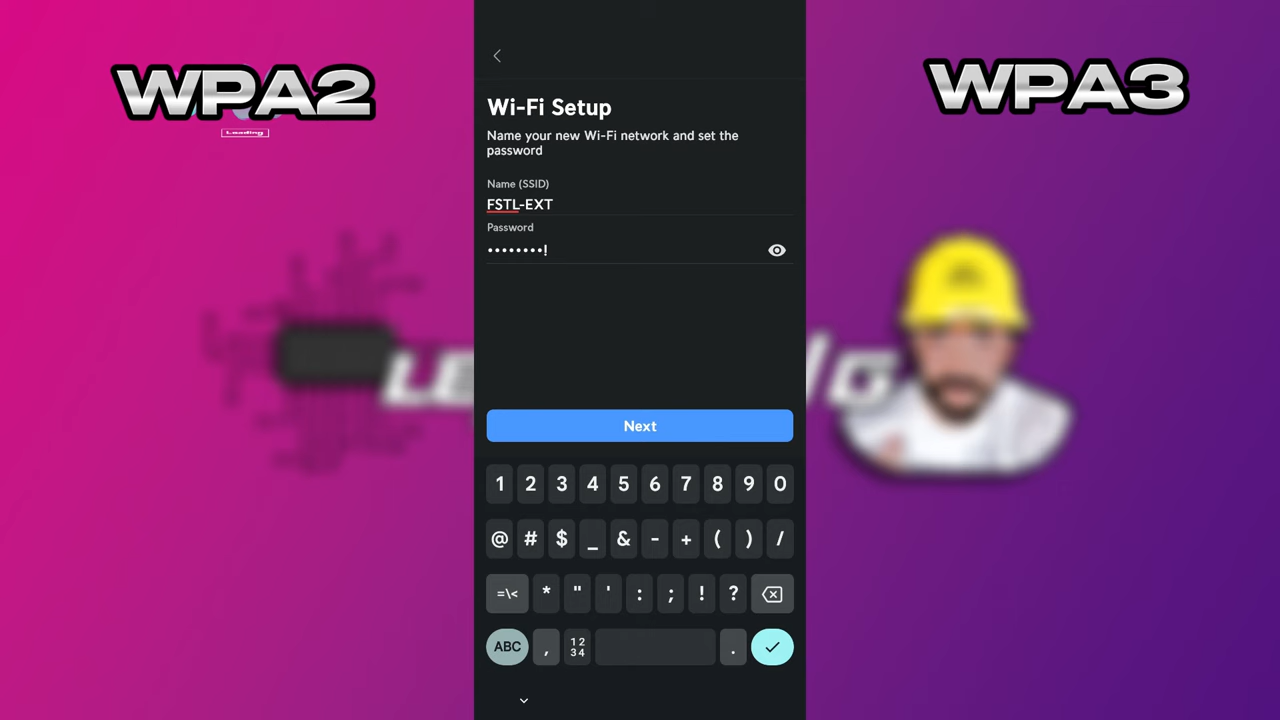 WPA2
Loading
WPA3
Wi-Fi Setup
Name your new Wi-Fi network and set the
password
Name (SSID)
FSTL-EXT
Password
••••••••!
Next
1 2 3 4 5 6 7 8 9 0
@ # $ _ & - + ( ) /
=\< * " ' : ; ! ?
ABC , 12 34 .